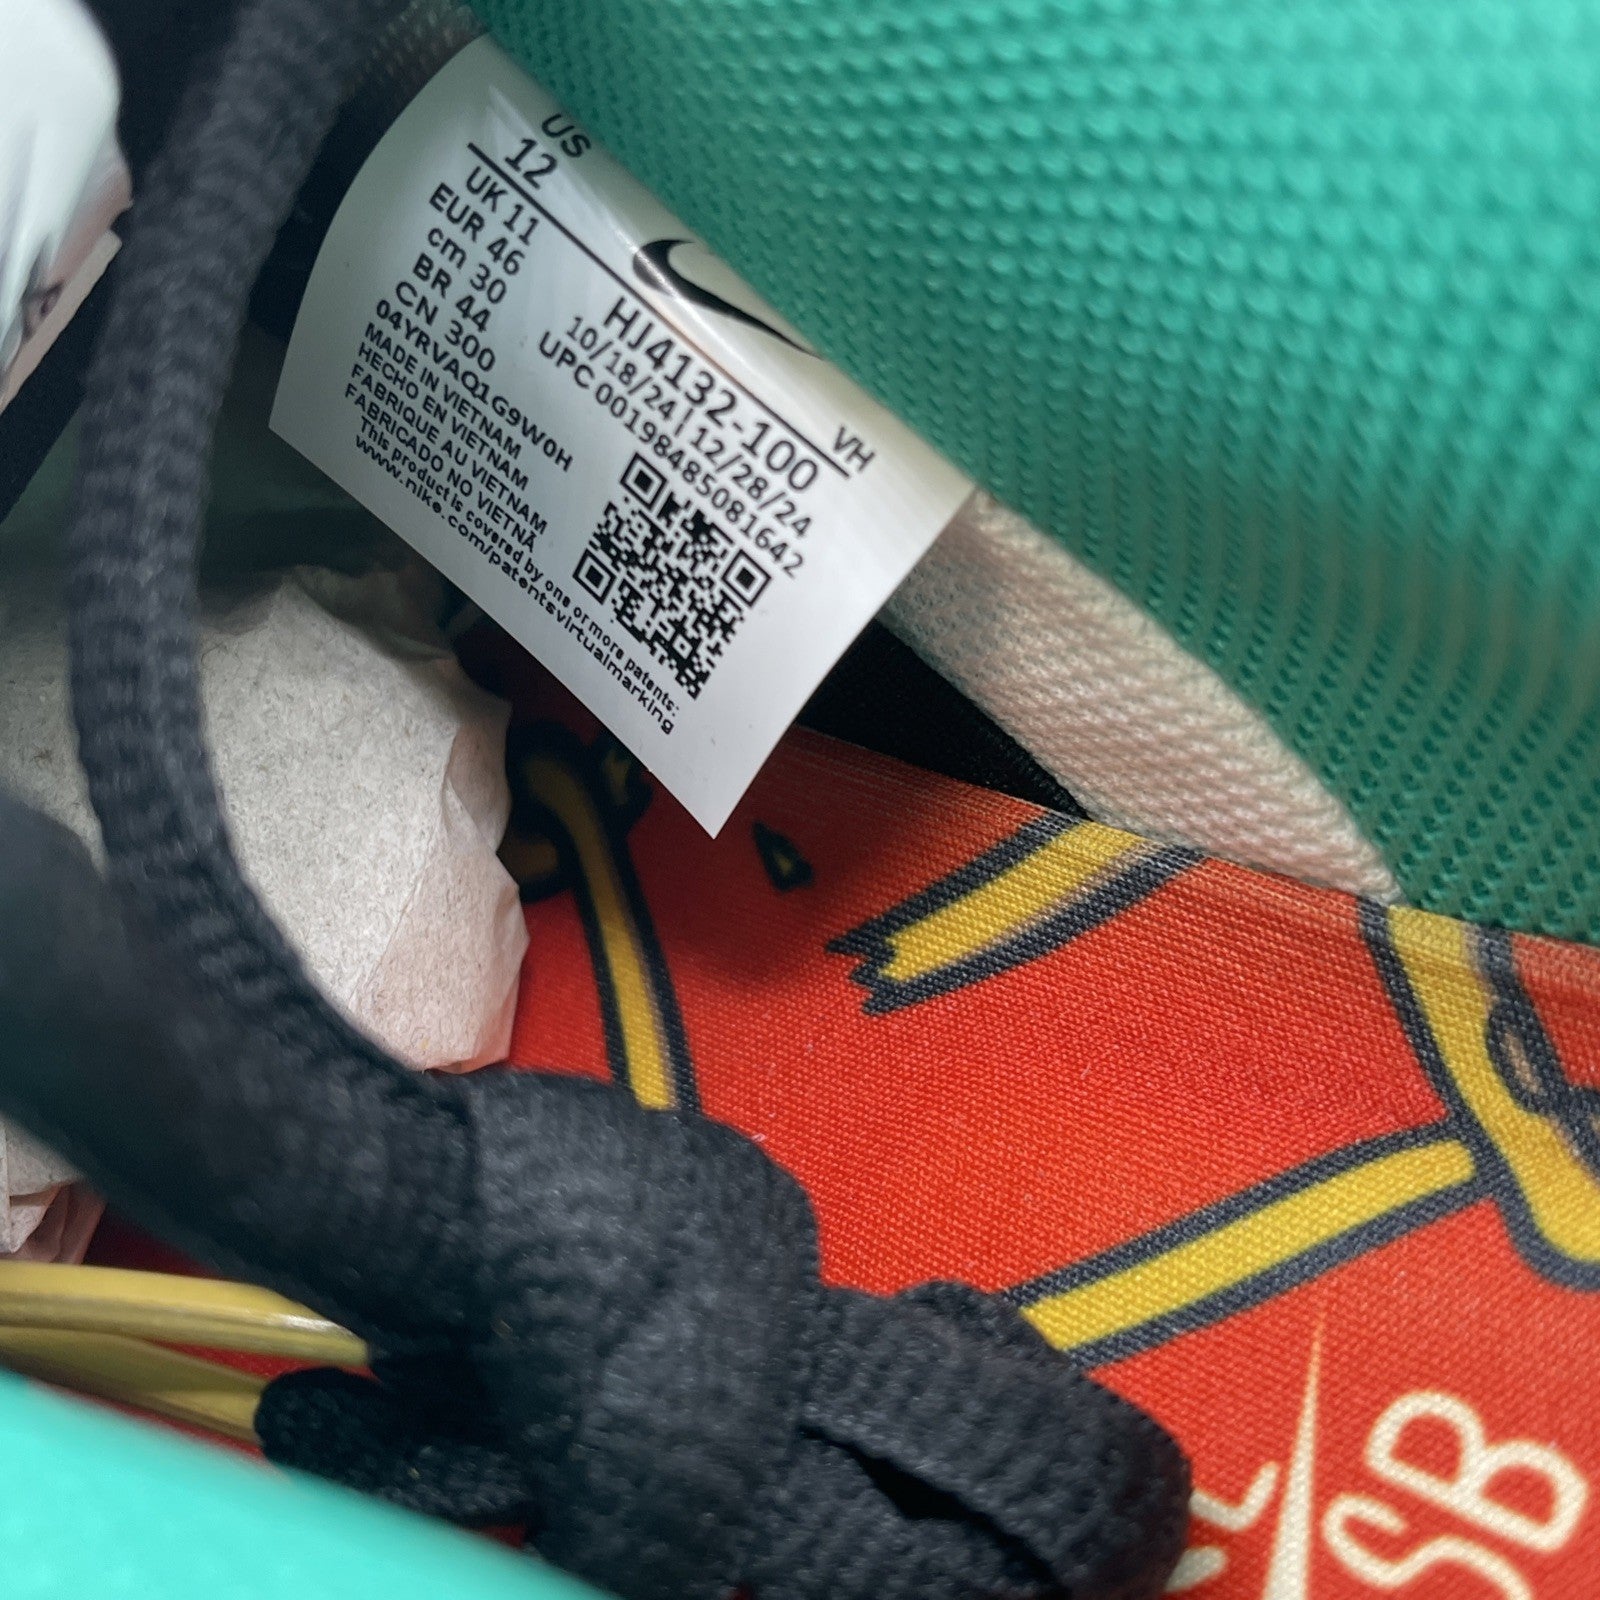 US
12
UK 11
EUR 46
cm 30
BR 44
CN 300
04YRVAQ1G9W0H
MADE IN VIETNAM
HECHO EN VIETNAM
FABRIQUE AU VIETNAM
FABRICADO NO VIETNÃ
This product is covered by one or more patents:
www.nike.com/patentsvirtualmarking
HJ4132-100
VH
10/18/24 | 12/28/24
UPC 00198485081642
SB